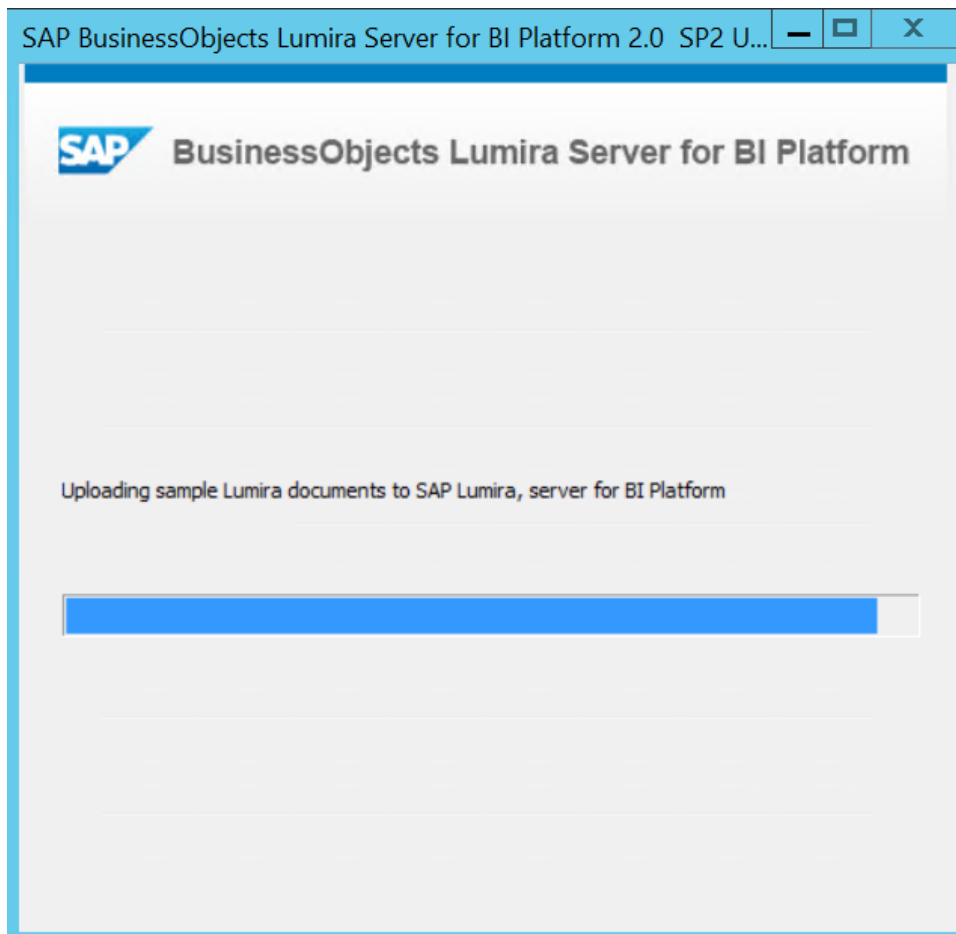 SAP BusinessObjects Lumira Server for BI Platform 2.0 SP2 U...
SAP BusinessObjects Lumira Server for BI Platform
Uploading sample Lumira documents to SAP Lumira, server for BI Platform